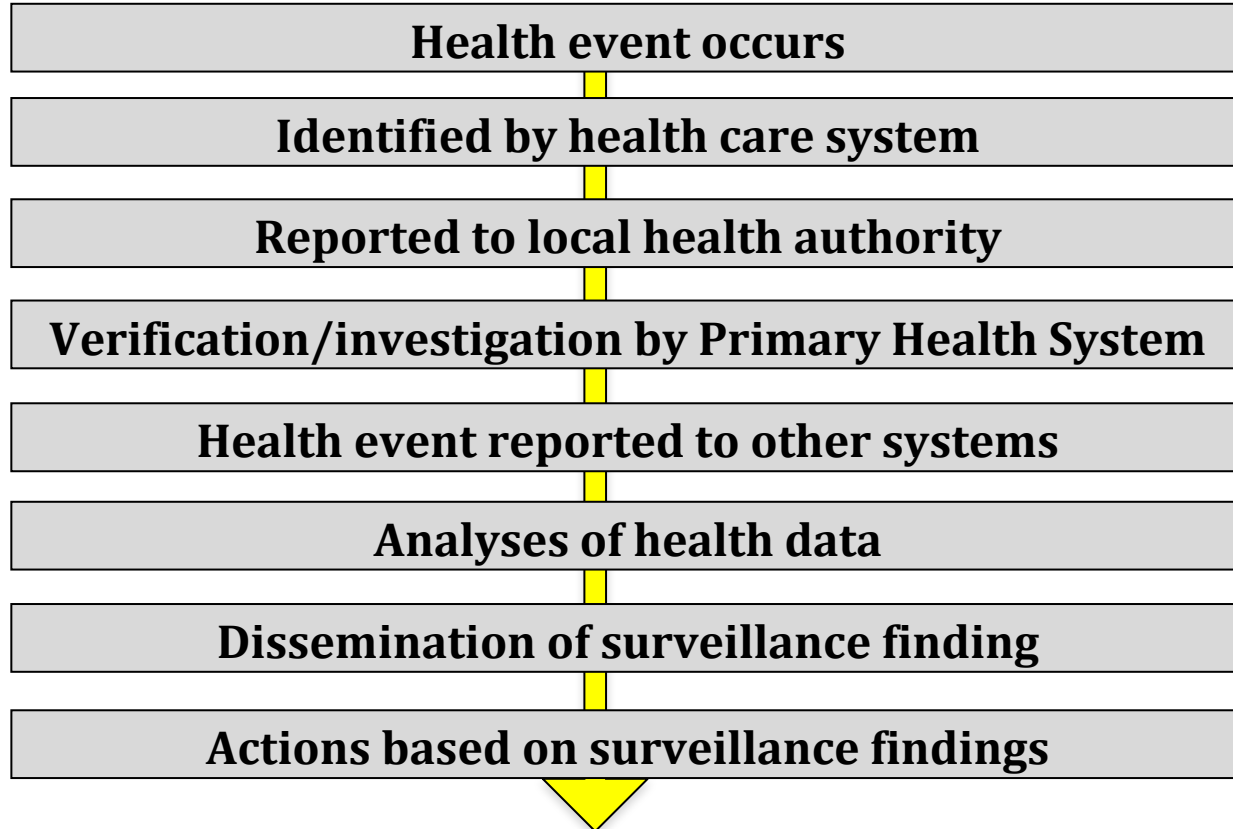 Health event occurs
Identified by health care system
Reported to local health authority
Verification/investigation by Primary Health System
Health event reported to other systems
Analyses of health data
Dissemination of surveillance finding
Actions based on surveillance findings